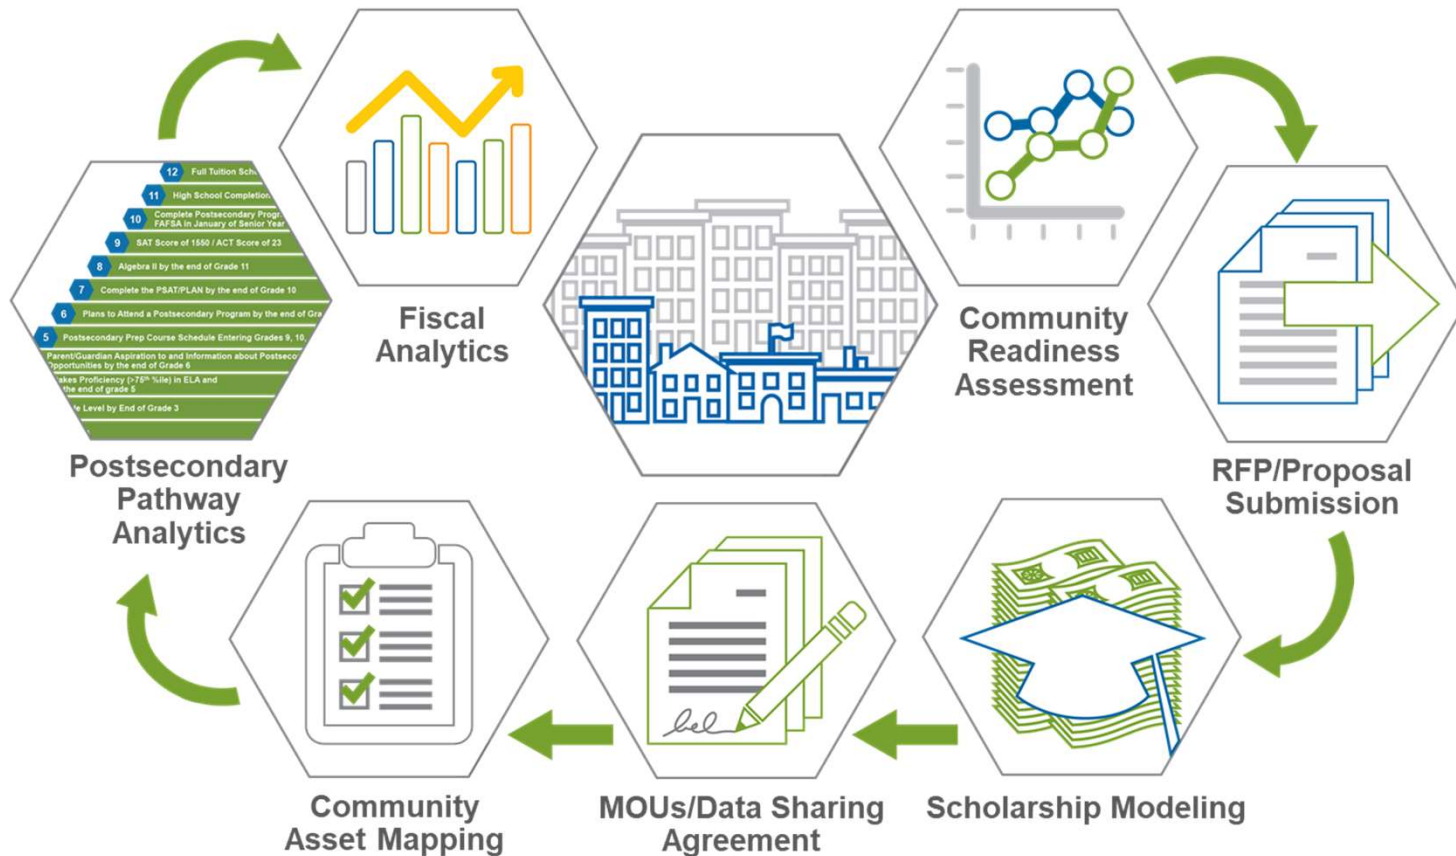 12 Full Tuition Sch
11 High School Completion
10 Complete Postsecondary Progr
FAFSA in January of Senior Year
9 SAT Score of 1550 / ACT Score of 23
8 Algebra II by the end of Grade 11
7 Complete the PSAT/PLAN by the end of Grade 10
6 Plans to Attend a Postsecondary Program by the end of Gra
5 Postsecondary Prep Course Schedule Entering Grades 9, 10,
Parent/Guardian Aspiration to and Information about Postseco
Opportunities by the end of Grade 6
akes Proficiency (>75th %ile) in ELA and
the end of grade 5
le Level by End of Grade 3
Postsecondary
Pathway
Analytics
Fiscal
Analytics
Community
Readiness
Assessment
RFP/Proposal
Submission
Scholarship Modeling
MOUs/Data Sharing
Agreement
bel
Community
Asset Mapping